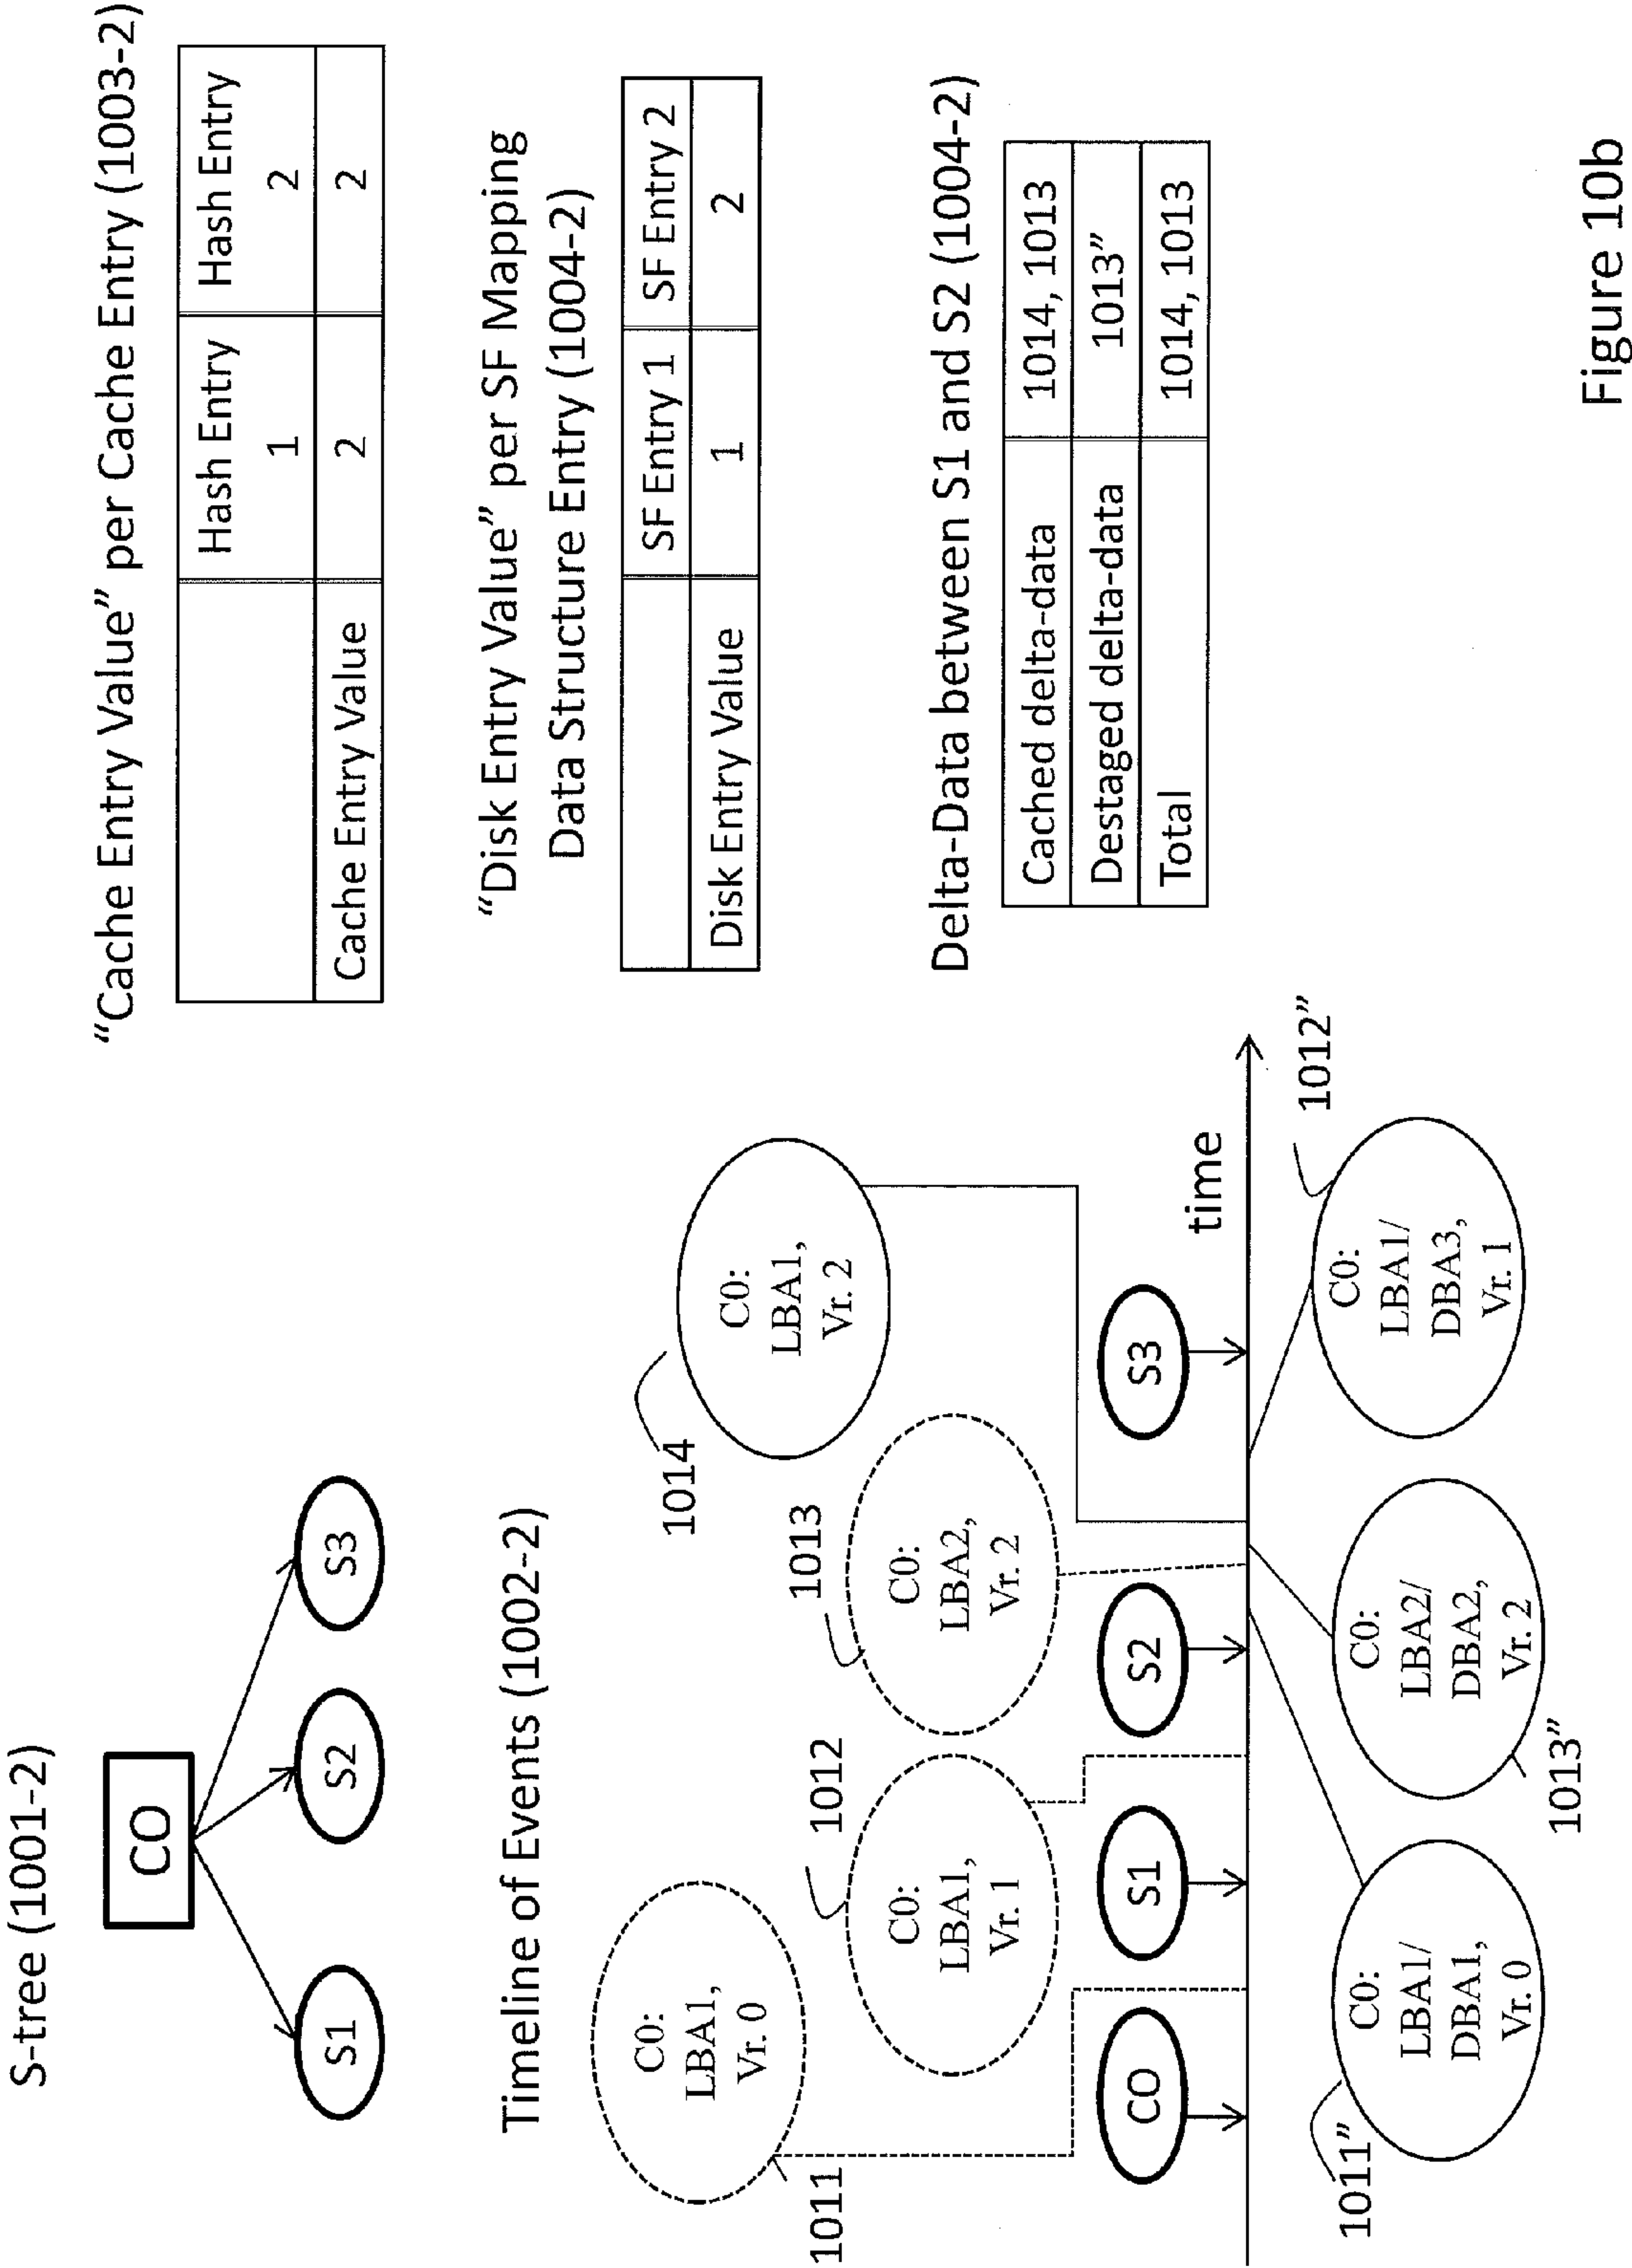 S-tree (1001-2)
CO
S1
S2
S3
Timeline of Events (1002-2)
1011
C0:
LBA1,
Vr. 0
1012
C0:
LBA1,
Vr. 1
1013
C0:
LBA2,
Vr. 2
1014
C0:
LBA1,
Vr. 2
CO
S1
S2
S3
time
1011”
C0:
LBA1/
DBA1,
Vr. 0
1013”
C0:
LBA2/
DBA2,
Vr. 2
1012”
C0:
LBA1/
DBA3,
Vr. 1
“Cache Entry Value” per Cache Entry (1003-2)
Hash Entry Hash Entry
1 2
Cache Entry Value 2 2
“Disk Entry Value” per SF Mapping
Data Structure Entry (1004-2)
SF Entry 1 SF Entry 2
Disk Entry Value 1 2
Delta-Data between S1 and S2 (1004-2)
Cached delta-data 1014, 1013
Destaged delta-data 1013”
Total 1014, 1013
Figure 10b